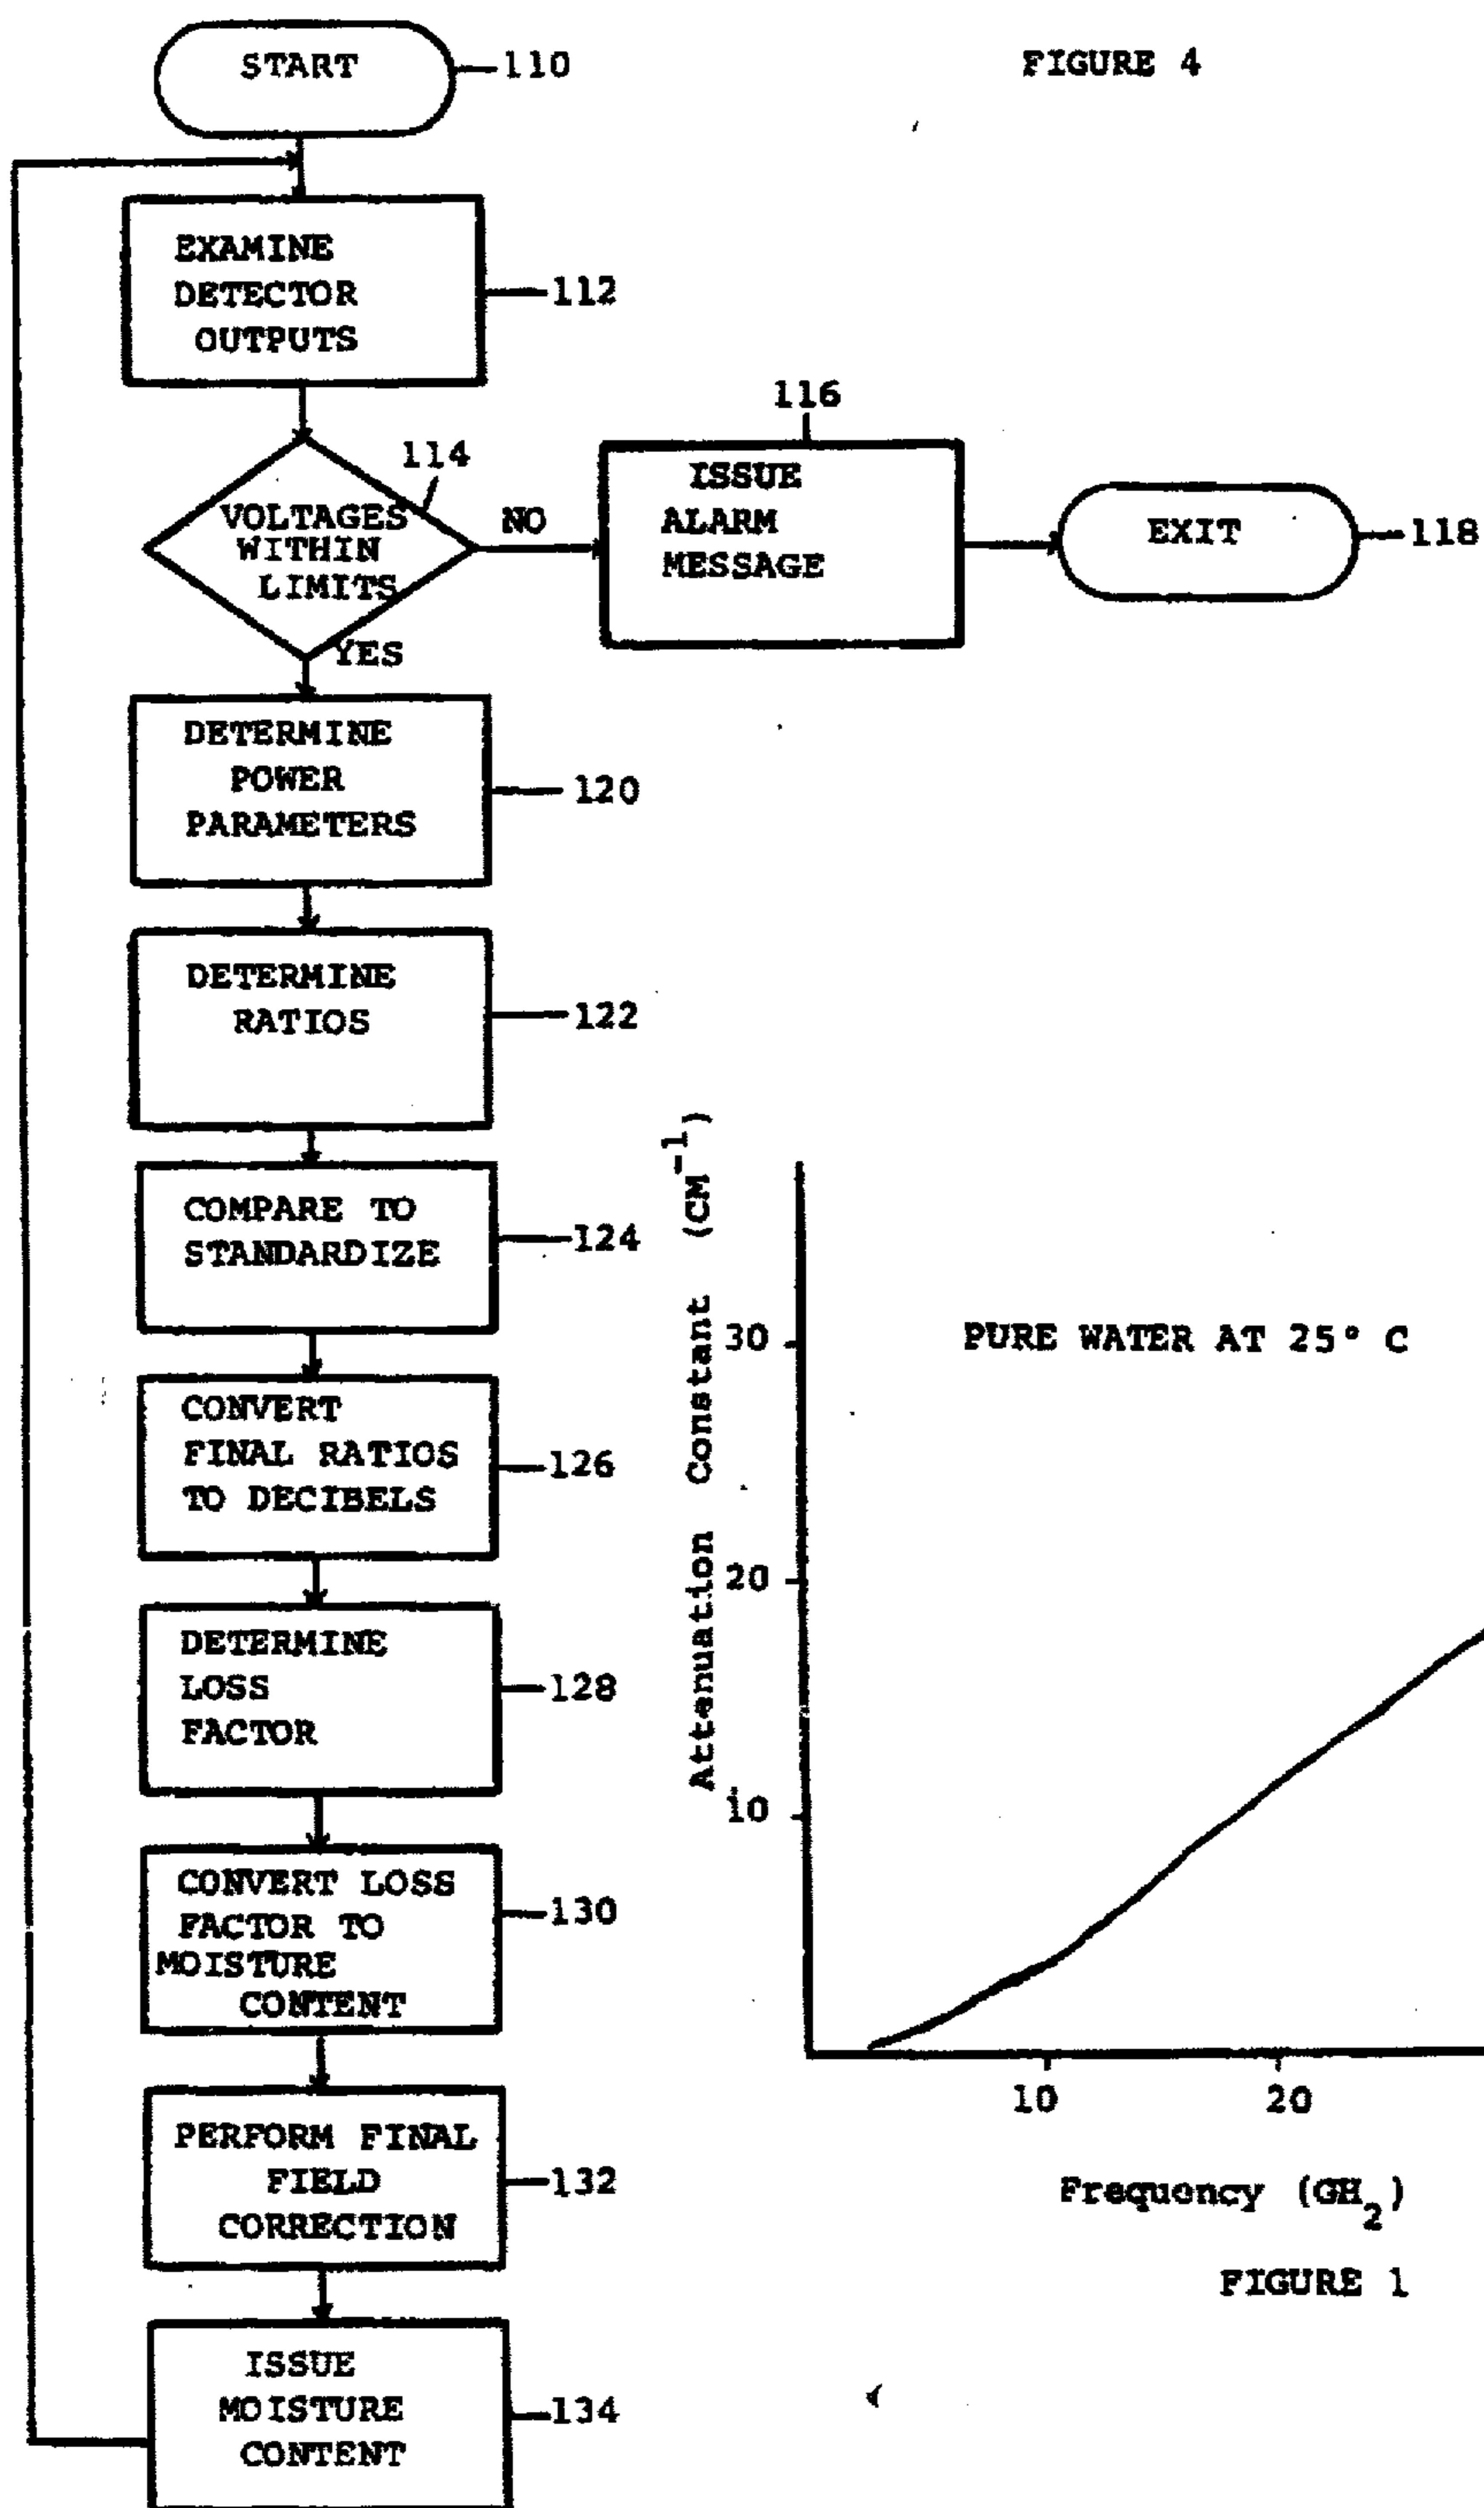 FIGURE 4
START
110
EXAMINE
DETECTOR
OUTPUTS
112
114
VOLTAGES
WITHIN
LIMITS
NO
YES
116
ISSUE
ALARM
MESSAGE
EXIT
118
DETERMINE
POWER
PARAMETERS
120
DETERMINE
RATIOS
122
COMPARE TO
STANDARDIZE
124
CONVERT
FINAL RATIOS
TO DECIBELS
126
DETERMINE
LOSS
FACTOR
128
CONVERT LOSS
FACTOR TO
MOISTURE
CONTENT
130
PERFORM FINAL
FIELD
CORRECTION
132
ISSUE
MOISTURE
CONTENT
134
Attenuation Constant (CM⁻¹)
30
20
10
PURE WATER AT 25° C
10
20
Frequency (GH₂)
FIGURE 1